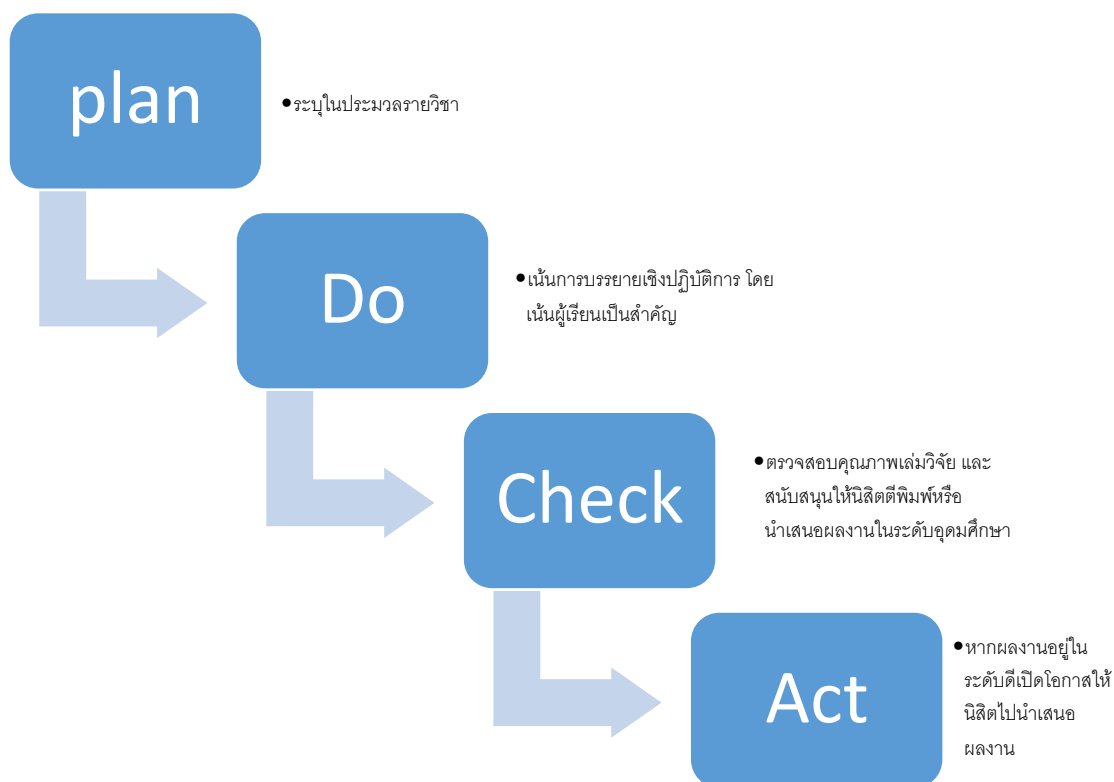 plan
•ระบุในประมวลรายวิชา
Do
•เน้นการบรรยายเชิงปฏิบัติการ โดย
เน้นผู้เรียนเป็นสำคัญ
Check
•ตรวจสอบคุณภาพเล่มวิจัย และ
สนับสนุนให้นิสิตตีพิมพ์หรือ
นำเสนอผลงานในระดับอุดมศึกษา
Act
•หากผลงานอยู่ใน
ระดับดีเปิดโอกาสให้
นิสิตไปนำเสนอ
ผลงาน